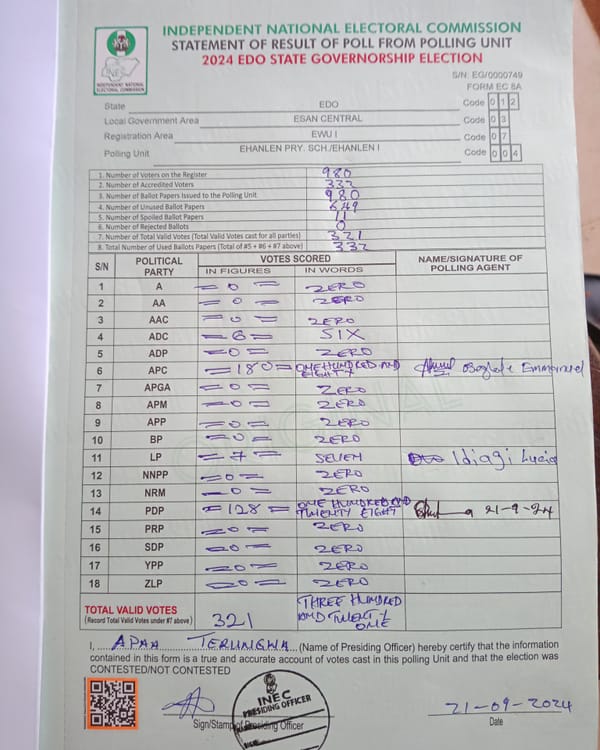 INDEPENDENT NATIONAL ELECTORAL COMMISSION
STATEMENT OF RESULT OF POLL FROM POLLING UNIT
2024 EDO STATE GOVERNORSHIP ELECTION
INEC
INDEPENDENT NATIONAL ELECTORAL COMMISSION
S/N: EG/0000749
FORM EC 8A
State EDO Code 0 1 2
Local Government Area ESAN CENTRAL Code 0 3
Registration Area EWU I Code 0 7
Polling Unit EHANLEN PRY. SCH./EHANLEN I Code 0 0 4
1. Number of Voters on the Register 980
2. Number of Accredited Voters 332
3. Number of Ballot Papers Issued to the Polling Unit 980
4. Number of Unused Ballot Papers 649
5. Number of Spoiled Ballot Papers 11
6. Number of Rejected Ballots 0
7. Number of Total Valid Votes (Total Valid Votes cast for all parties) 321
8. Total Number of Used Ballots Papers (Total of #5 + #6 + #7 above) 332
S/N POLITICAL PARTY VOTES SCORED NAME/SIGNATURE OF POLLING AGENT
IN FIGURES IN WORDS
1 A =0= ZERO
2 AA =0= ZERO
3 AAC =0= ZERO
4 ADC =6= SIX
5 ADP =0= ZERO
6 APC =180= ONE HUNDRED AND EIGHTY Emmanuel
7 APGA =0= ZERO
8 APM =0= ZERO
9 APP =0= ZERO
10 BP =0= ZERO
11 LP =7= SEVEN Idiagi Lucia
12 NNPP =0= ZERO
13 NRM =0= ZERO
14 PDP =128= ONE HUNDRED AND TWENTY EIGHT 21-9-24
15 PRP =0= ZERO
16 SDP =0= ZERO
17 YPP =0= ZERO
18 ZLP =0= ZERO
TOTAL VALID VOTES (Record Total Valid Votes under #7 above) 321 THREE HUNDRED AND TWENTY ONE
I, APAA TERUNGWA (Name of Presiding Officer) hereby certify that the information
contained in this form is a true and accurate account of votes cast in this polling Unit and that the election was
CONTESTED/NOT CONTESTED
INEC
PRESIDING OFFICER
Sign/Stamp of Presiding Officer
21-09-2024
Date